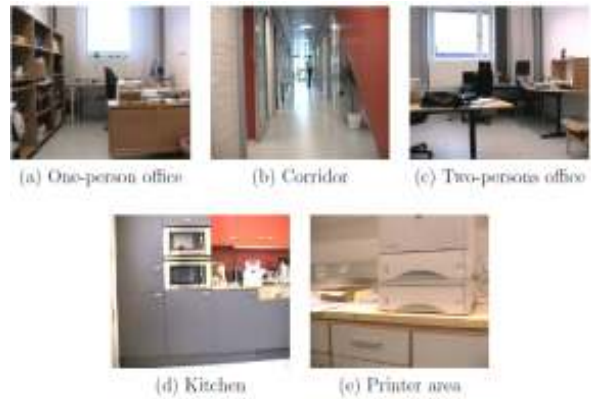 (a) One-person office
(b) Corridor
(c) Two-persons office
(d) Kitchen
(e) Printer area